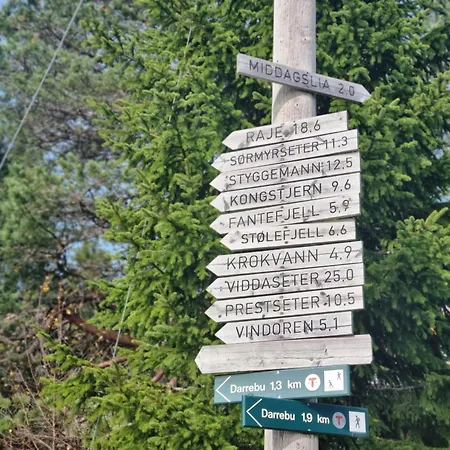 MIDDAGSLIA 2.0
RAJE 18.6
SØRMYRSETER 11.3
STYGGEMANN 12.5
KONGSTJERN 9.6
FANTEFJELL 5.9
STØLEFJELL 6.6
KROKVANN 4.9
VIDDASETER 25.0
PRESTSETER 10.5
VINDOREN 5.1
Darrebu 1,3 km T
Darrebu 1,9 km T